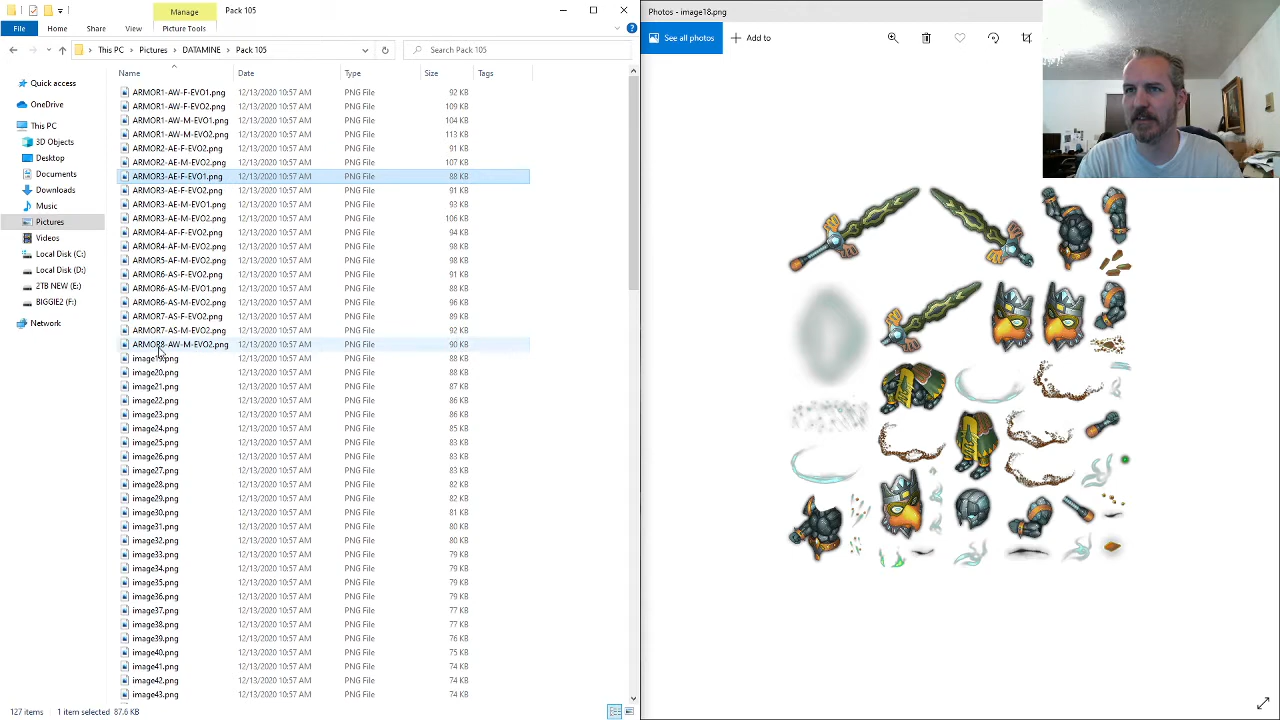 Manage Pack 105
File Home Share View Picture Tools
This PC Pictures DATAMINE Pack 105 Search Pack 105
Name Date Type Size Tags
Quick access
OneDrive
This PC
3D Objects
Desktop
Documents
Downloads
Music
Pictures
Videos
Local Disk (C:)
Local Disk (D:)
2TB NEW (E:)
BIGGIE2 (F:)
Network
ARMOR1-AW-F-EVO1.png 12/13/2020 10:57 AM PNG File 92 KB
ARMOR1-AW-F-EVO2.png 12/13/2020 10:57 AM PNG File 109 KB
ARMOR1-AW-M-EVO1.png 12/13/2020 10:57 AM PNG File 104 KB
ARMOR1-AW-M-EVO2.png 12/13/2020 10:57 AM PNG File 113 KB
ARMOR2-AE-F-EVO2.png 12/13/2020 10:57 AM PNG File 91 KB
ARMOR2-AE-M-EVO2.png 12/13/2020 10:57 AM PNG File 107 KB
ARMOR3-AE-F-EVO1.png 12/13/2020 10:57 AM PNG File 88 KB
ARMOR3-AE-F-EVO2.png 12/13/2020 10:57 AM PNG File 91 KB
ARMOR3-AE-M-EVO1.png 12/13/2020 10:57 AM PNG File 93 KB
ARMOR3-AE-M-EVO2.png 12/13/2020 10:57 AM PNG File 106 KB
ARMOR4-AF-F-EVO2.png 12/13/2020 10:57 AM PNG File 94 KB
ARMOR4-AF-M-EVO2.png 12/13/2020 10:57 AM PNG File 98 KB
ARMOR5-AF-M-EVO2.png 12/13/2020 10:57 AM PNG File 90 KB
ARMOR6-AS-F-EVO2.png 12/13/2020 10:57 AM PNG File 91 KB
ARMOR6-AS-M-EVO1.png 12/13/2020 10:57 AM PNG File 88 KB
ARMOR6-AS-M-EVO2.png 12/13/2020 10:57 AM PNG File 96 KB
ARMOR7-AS-F-EVO2.png 12/13/2020 10:57 AM PNG File 89 KB
ARMOR7-AS-M-EVO2.png 12/13/2020 10:57 AM PNG File 92 KB
ARMOR8-AW-M-EVO2.png 12/13/2020 10:57 AM PNG File 90 KB
image19.png 12/13/2020 10:57 AM PNG File 88 KB
image20.png 12/13/2020 10:57 AM PNG File 88 KB
image21.png 12/13/2020 10:57 AM PNG File 87 KB
image22.png 12/13/2020 10:57 AM PNG File 86 KB
image23.png 12/13/2020 10:57 AM PNG File 86 KB
image24.png 12/13/2020 10:57 AM PNG File 85 KB
image25.png 12/13/2020 10:57 AM PNG File 83 KB
image26.png 12/13/2020 10:57 AM PNG File 83 KB
image27.png 12/13/2020 10:57 AM PNG File 83 KB
image28.png 12/13/2020 10:57 AM PNG File 82 KB
image29.png 12/13/2020 10:57 AM PNG File 82 KB
image30.png 12/13/2020 10:57 AM PNG File 81 KB
image31.png 12/13/2020 10:57 AM PNG File 80 KB
image32.png 12/13/2020 10:57 AM PNG File 80 KB
image33.png 12/13/2020 10:57 AM PNG File 79 KB
image34.png 12/13/2020 10:57 AM PNG File 79 KB
image35.png 12/13/2020 10:57 AM PNG File 79 KB
image36.png 12/13/2020 10:57 AM PNG File 79 KB
image37.png 12/13/2020 10:57 AM PNG File 77 KB
image38.png 12/13/2020 10:57 AM PNG File 77 KB
image39.png 12/13/2020 10:57 AM PNG File 76 KB
image40.png 12/13/2020 10:57 AM PNG File 75 KB
image41.png 12/13/2020 10:57 AM PNG File 74 KB
image42.png 12/13/2020 10:57 AM PNG File 74 KB
image43.png 12/13/2020 10:57 AM PNG File 74 KB
127 items 1 item selected 87.6 KB
Photos - image18.png
See all photos Add to